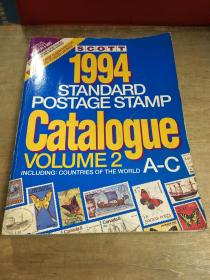 SCOTT
1994
STANDARD
POSTAGE STAMP
Catalogue
VOLUME 2
A-C
INCLUDING: COUNTRIES OF THE WORLD